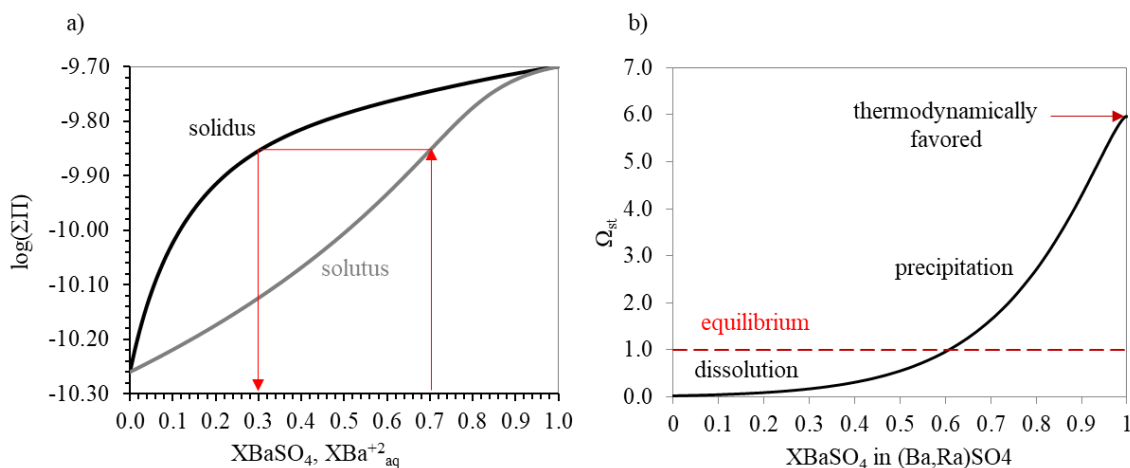 a)
log(ΣΠ)
-9.70
-9.80
-9.90
-10.00
-10.10
-10.20
-10.30
solidus
solutus
0.0 0.1 0.2 0.3 0.4 0.5 0.6 0.7 0.8 0.9 1.0
XBaSO4, XBa+2aq
b)
Ωst
7.0
6.0
5.0
4.0
3.0
2.0
1.0
0.0
thermodynamically
favored
precipitation
equilibrium
dissolution
0 0.1 0.2 0.3 0.4 0.5 0.6 0.7 0.8 0.9 1
XBaSO4 in (Ba,Ra)SO4